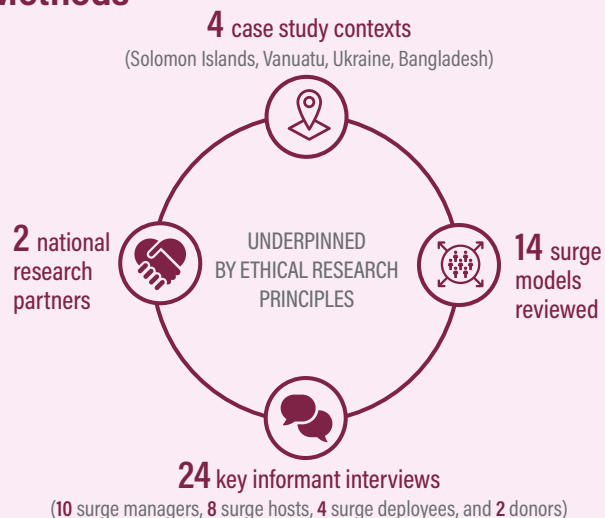 Methods
4 case study contexts
(Solomon Islands, Vanuatu, Ukraine, Bangladesh)
2 national
research
partners
UNDERPINNED
BY ETHICAL RESEARCH
PRINCIPLES
14 surge
models
reviewed
24 key informant interviews
(10 surge managers, 8 surge hosts, 4 surge deployees, and 2 donors)